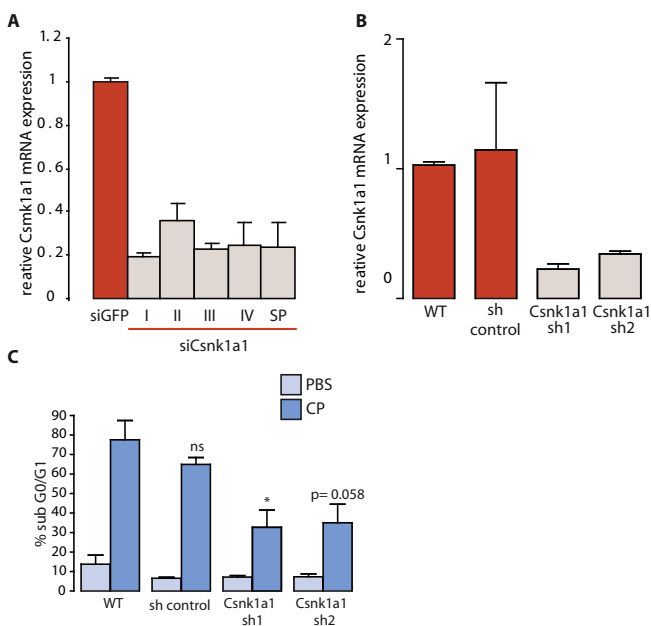 A
reative Csmk1a1 mRNA expression
1. 2
1
0. 8
0. 6
0. 4
0. 2
0
siGFP I II III IV SP
siCsnk1a1
B
reative Csnk1a1 mRNA expression
2
1
0
WT sh control Csnk1a1 sh1 Csnk1a1 sh2
C
PBS
CP
% sub G0/G1
90
80
70
60
50
40
30
20
10
0
ns
*
p= 0.058
WT sh control Csnk1a1 sh1 Csnk1a1 sh2